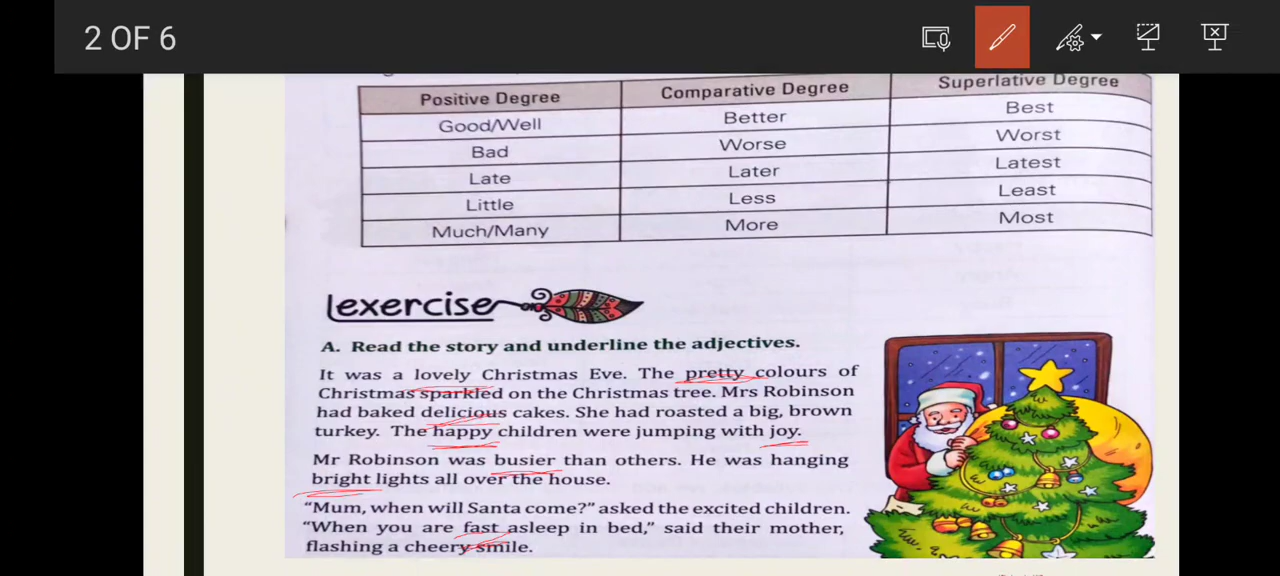 2 OF 6
Positive Degree Comparative Degree Superlative Degree
Good/Well Better Best
Bad Worse Worst
Late Later Latest
Little Less Least
Much/Many More Most
lexercise
A. Read the story and underline the adjectives.
It was a lovely Christmas Eve. The pretty colours of
Christmas sparkled on the Christmas tree. Mrs Robinson
had baked delicious cakes. She had roasted a big, brown
turkey. The happy children were jumping with joy.
Mr Robinson was busier than others. He was hanging
bright lights all over the house.
“Mum, when will Santa come?” asked the excited children.
“When you are fast asleep in bed,” said their mother,
flashing a cheery smile.